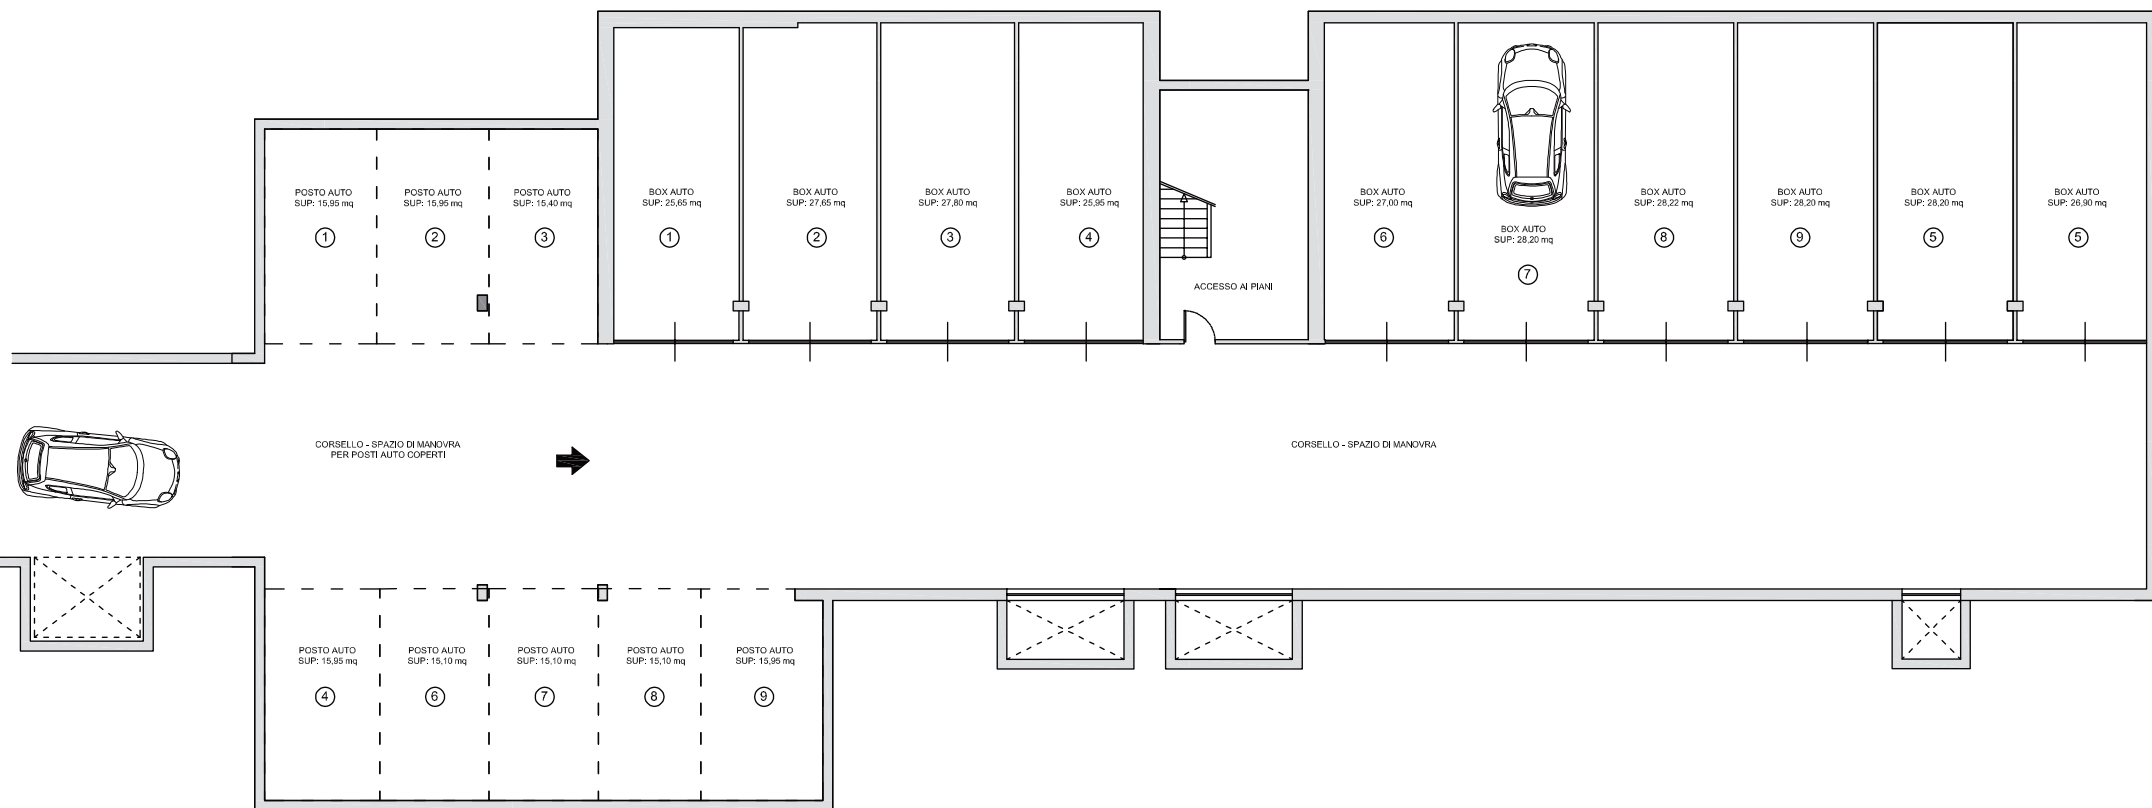 POSTO AUTO
SUP: 15,95 mq
1
POSTO AUTO
SUP: 15,95 mq
2
POSTO AUTO
SUP: 15,40 mq
3
BOX AUTO
SUP: 25,65 mq
1
BOX AUTO
SUP: 27,65 mq
2
BOX AUTO
SUP: 27,80 mq
3
BOX AUTO
SUP: 25,95 mq
4
ACCESSO AI PIANI
BOX AUTO
SUP: 27,00 mq
6
BOX AUTO
SUP: 28,20 mq
7
BOX AUTO
SUP: 28,22 mq
8
BOX AUTO
SUP: 28,20 mq
9
BOX AUTO
SUP: 28,20 mq
5
BOX AUTO
SUP: 26,90 mq
5
CORSELLO - SPAZIO DI MANOVRA
PER POSTI AUTO COPERTI
CORSELLO - SPAZIO DI MANOVRA
POSTO AUTO
SUP: 15,95 mq
4
POSTO AUTO
SUP: 15,10 mq
6
POSTO AUTO
SUP: 15,10 mq
7
POSTO AUTO
SUP: 15,10 mq
8
POSTO AUTO
SUP: 15,95 mq
9